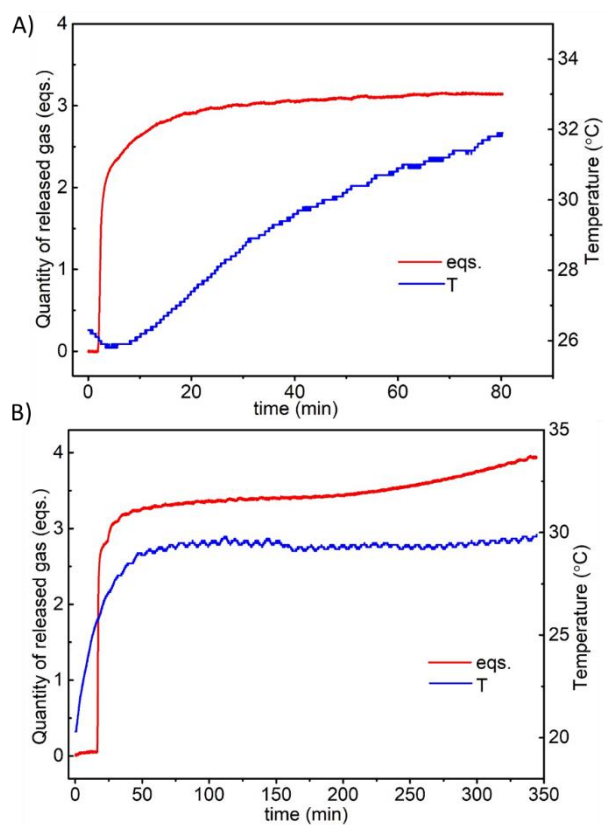 A)
4
3
2
1
0
Quantity of released gas (eqs.)
34
32
30
28
26
Temperature (°C)
eqs.
T
0 20 40 60 80
time (min)
B)
4
3
2
1
0
Quantity of released gas (eqs.)
35
30
25
20
Temperature (°C)
eqs.
T
0 50 100 150 200 250 300 350
time (min)